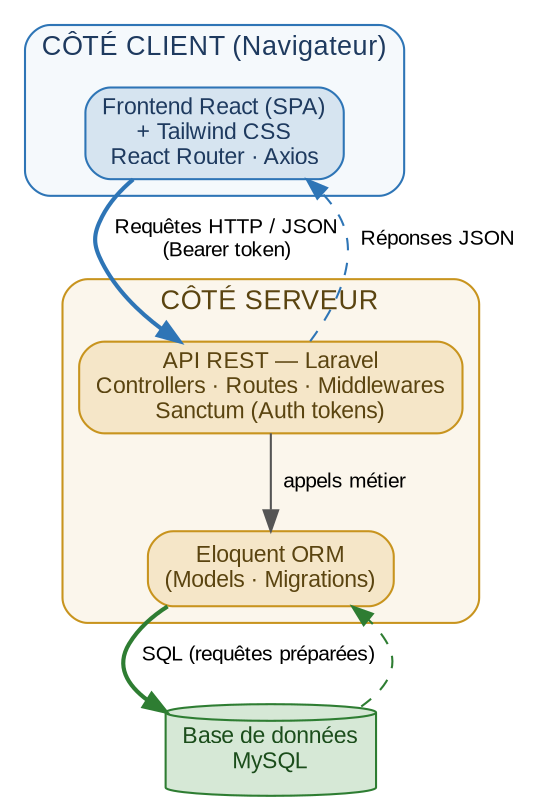 CÔTÉ CLIENT (Navigateur)
Frontend React (SPA)
+ Tailwind CSS
React Router · Axios
Requêtes HTTP / JSON
(Bearer token)
Réponses JSON
CÔTÉ SERVEUR
API REST — Laravel
Controllers · Routes · Middlewares
Sanctum (Auth tokens)
appels métier
Eloquent ORM
(Models · Migrations)
SQL (requêtes préparées)
Base de données
MySQL